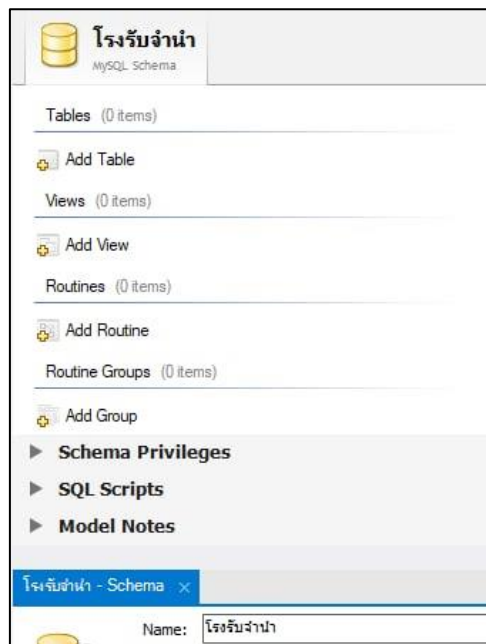 โรงรับจำนำ
MySQL Schema
Tables (0 items)
Add Table
Views (0 items)
Add View
Routines (0 items)
Add Routine
Routine Groups (0 items)
Add Group
Schema Privileges
SQL Scripts
Model Notes
โรงรับจำนำ - Schema ×
Name: โรงรับจำนำ